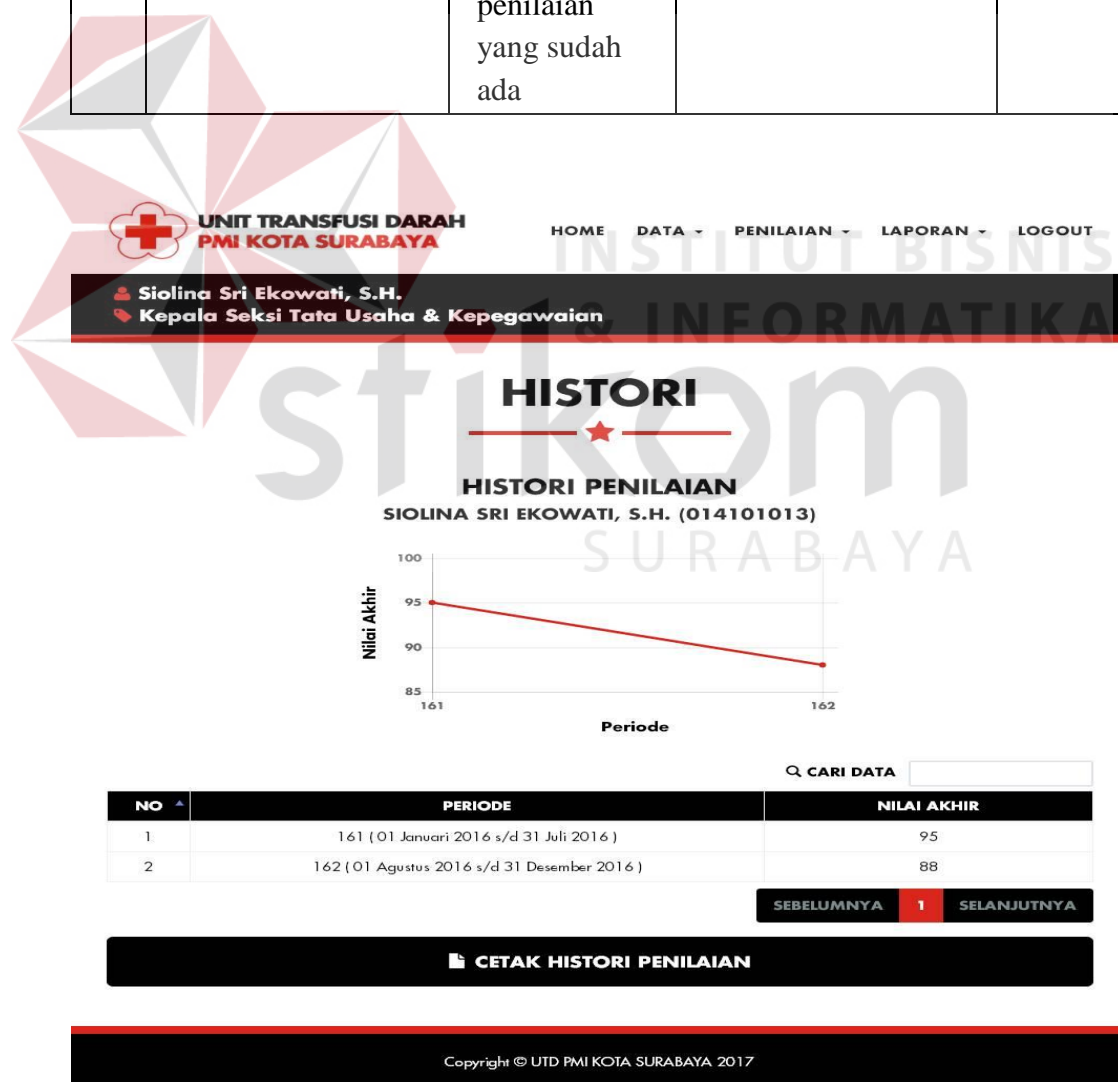 penilaian
yang sudah
ada
UNIT TRANSFUSI DARAH
PMI KOTA SURABAYA
HOME DATA PENILAIAN LAPORAN LOGOUT
INSTITUT BISNIS
& INFORMATIKA
stikom
SURABAYA
Siolina Sri Ekowati, S.H.
Kepala Seksi Tata Usaha & Kepegawaian
HISTORI
HISTORI PENILAIAN
SIOLINA SRI EKOWATI, S.H. (014101013)
100
95
90
85
Nilai Akhir
161 162
Periode
CARI DATA
NO PERIODE NILAI AKHIR
1 161 ( 01 Januari 2016 s/d 31 Juli 2016 ) 95
2 162 ( 01 Agustus 2016 s/d 31 Desember 2016 ) 88
SEBELUMNYA 1 SELANJUTNYA
CETAK HISTORI PENILAIAN
Copyright © UTD PMI KOTA SURABAYA 2017